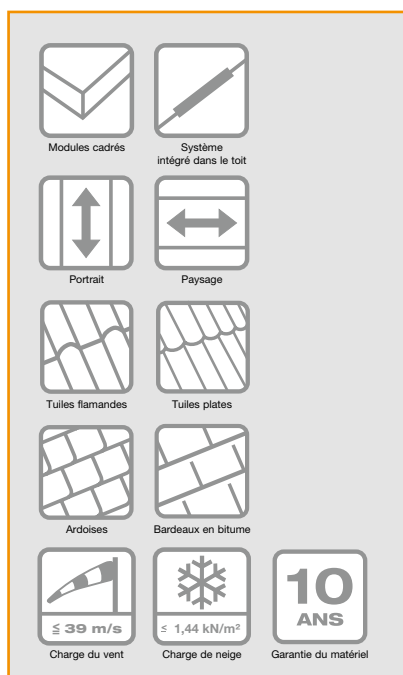 Modules cadrés
Système
intégré dans le toit
Portrait
Paysage
Tuiles flamandes
Tuiles plates
Ardoises
Bardeaux en bitume
≦ 39 m/s
Charge du vent
≤ 1,44 kN/m²
Charge de neige
10
ANS
Garantie du matériel